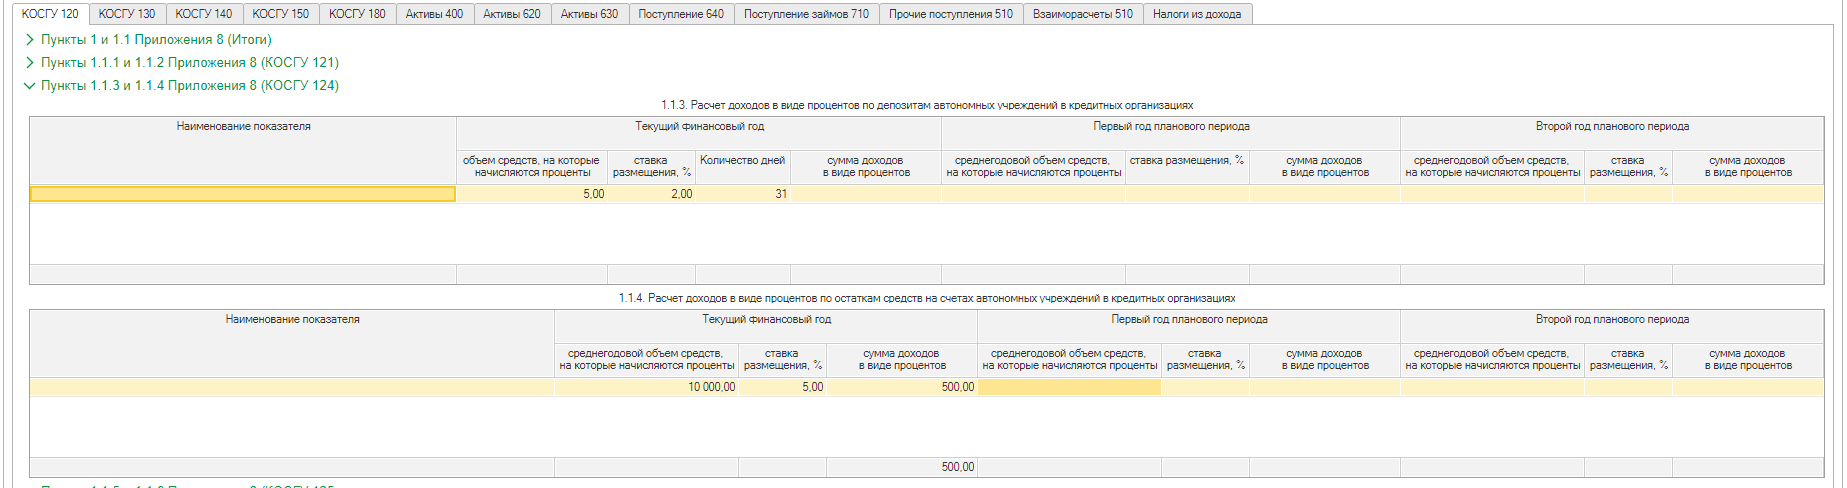 КОСГУ 120 КОСГУ 130 КОСГУ 140 КОСГУ 150 КОСГУ 180 Активы 400 Активы 620 Активы 630 Поступление 640 Поступление займов 710 Прочие поступления 510 Взаиморасчеты 510 Налоги из дохода
Пункты 1 и 1.1 Приложения 8 (Итоги)
Пункты 1.1.1 и 1.1.2 Приложения 8 (КОСГУ 121)
Пункты 1.1.3 и 1.1.4 Приложения 8 (КОСГУ 124)
1.1.3. Расчет доходов в виде процентов по депозитам автономных учреждений в кредитных организациях
Наименование показателя Текущий финансовый год Первый год планового периода Второй год планового периода
объем средств, на которые ставка Количество дней сумма доходов среднегодовой объем средств, ставка размещения, % сумма доходов среднегодовой объем средств, ставка сумма доходов
начисляются проценты размещения, % в виде процентов на которые начисляются проценты в виде процентов на которые начисляются проценты размещения, % в виде процентов
5,00 2,00 31
1.1.4. Расчет доходов в виде процентов по остаткам средств на счетах автономных учреждений в кредитных организациях
Наименование показателя Текущий финансовый год Первый год планового периода Второй год планового периода
среднегодовой объем средств, ставка сумма доходов среднегодовой объем средств, ставка сумма доходов среднегодовой объем средств, ставка сумма доходов
на которые начисляются проценты размещения, % в виде процентов на которые начисляются проценты размещения, % в виде процентов на которые начисляются проценты размещения, % в виде процентов
10 000,00 5,00 500,00
500,00